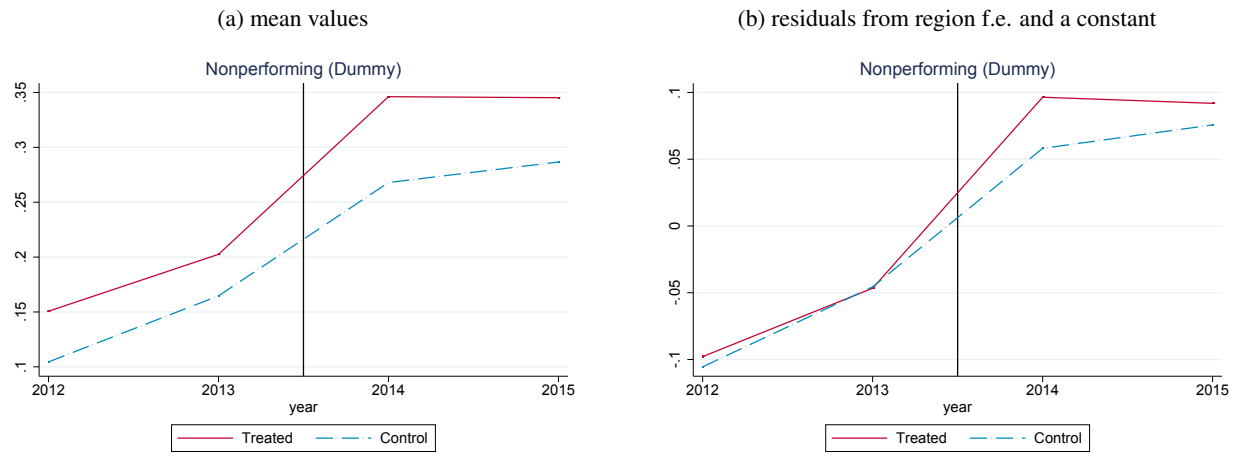 (a) mean values
Nonperforming (Dummy)
.35
.3
.25
.2
.15
.1
2012
2013
2014
2015
year
Treated
Control
(b) residuals from region f.e. and a constant
Nonperforming (Dummy)
.1
.05
0
-.05
-.1
2012
2013
2014
2015
year
Treated
Control